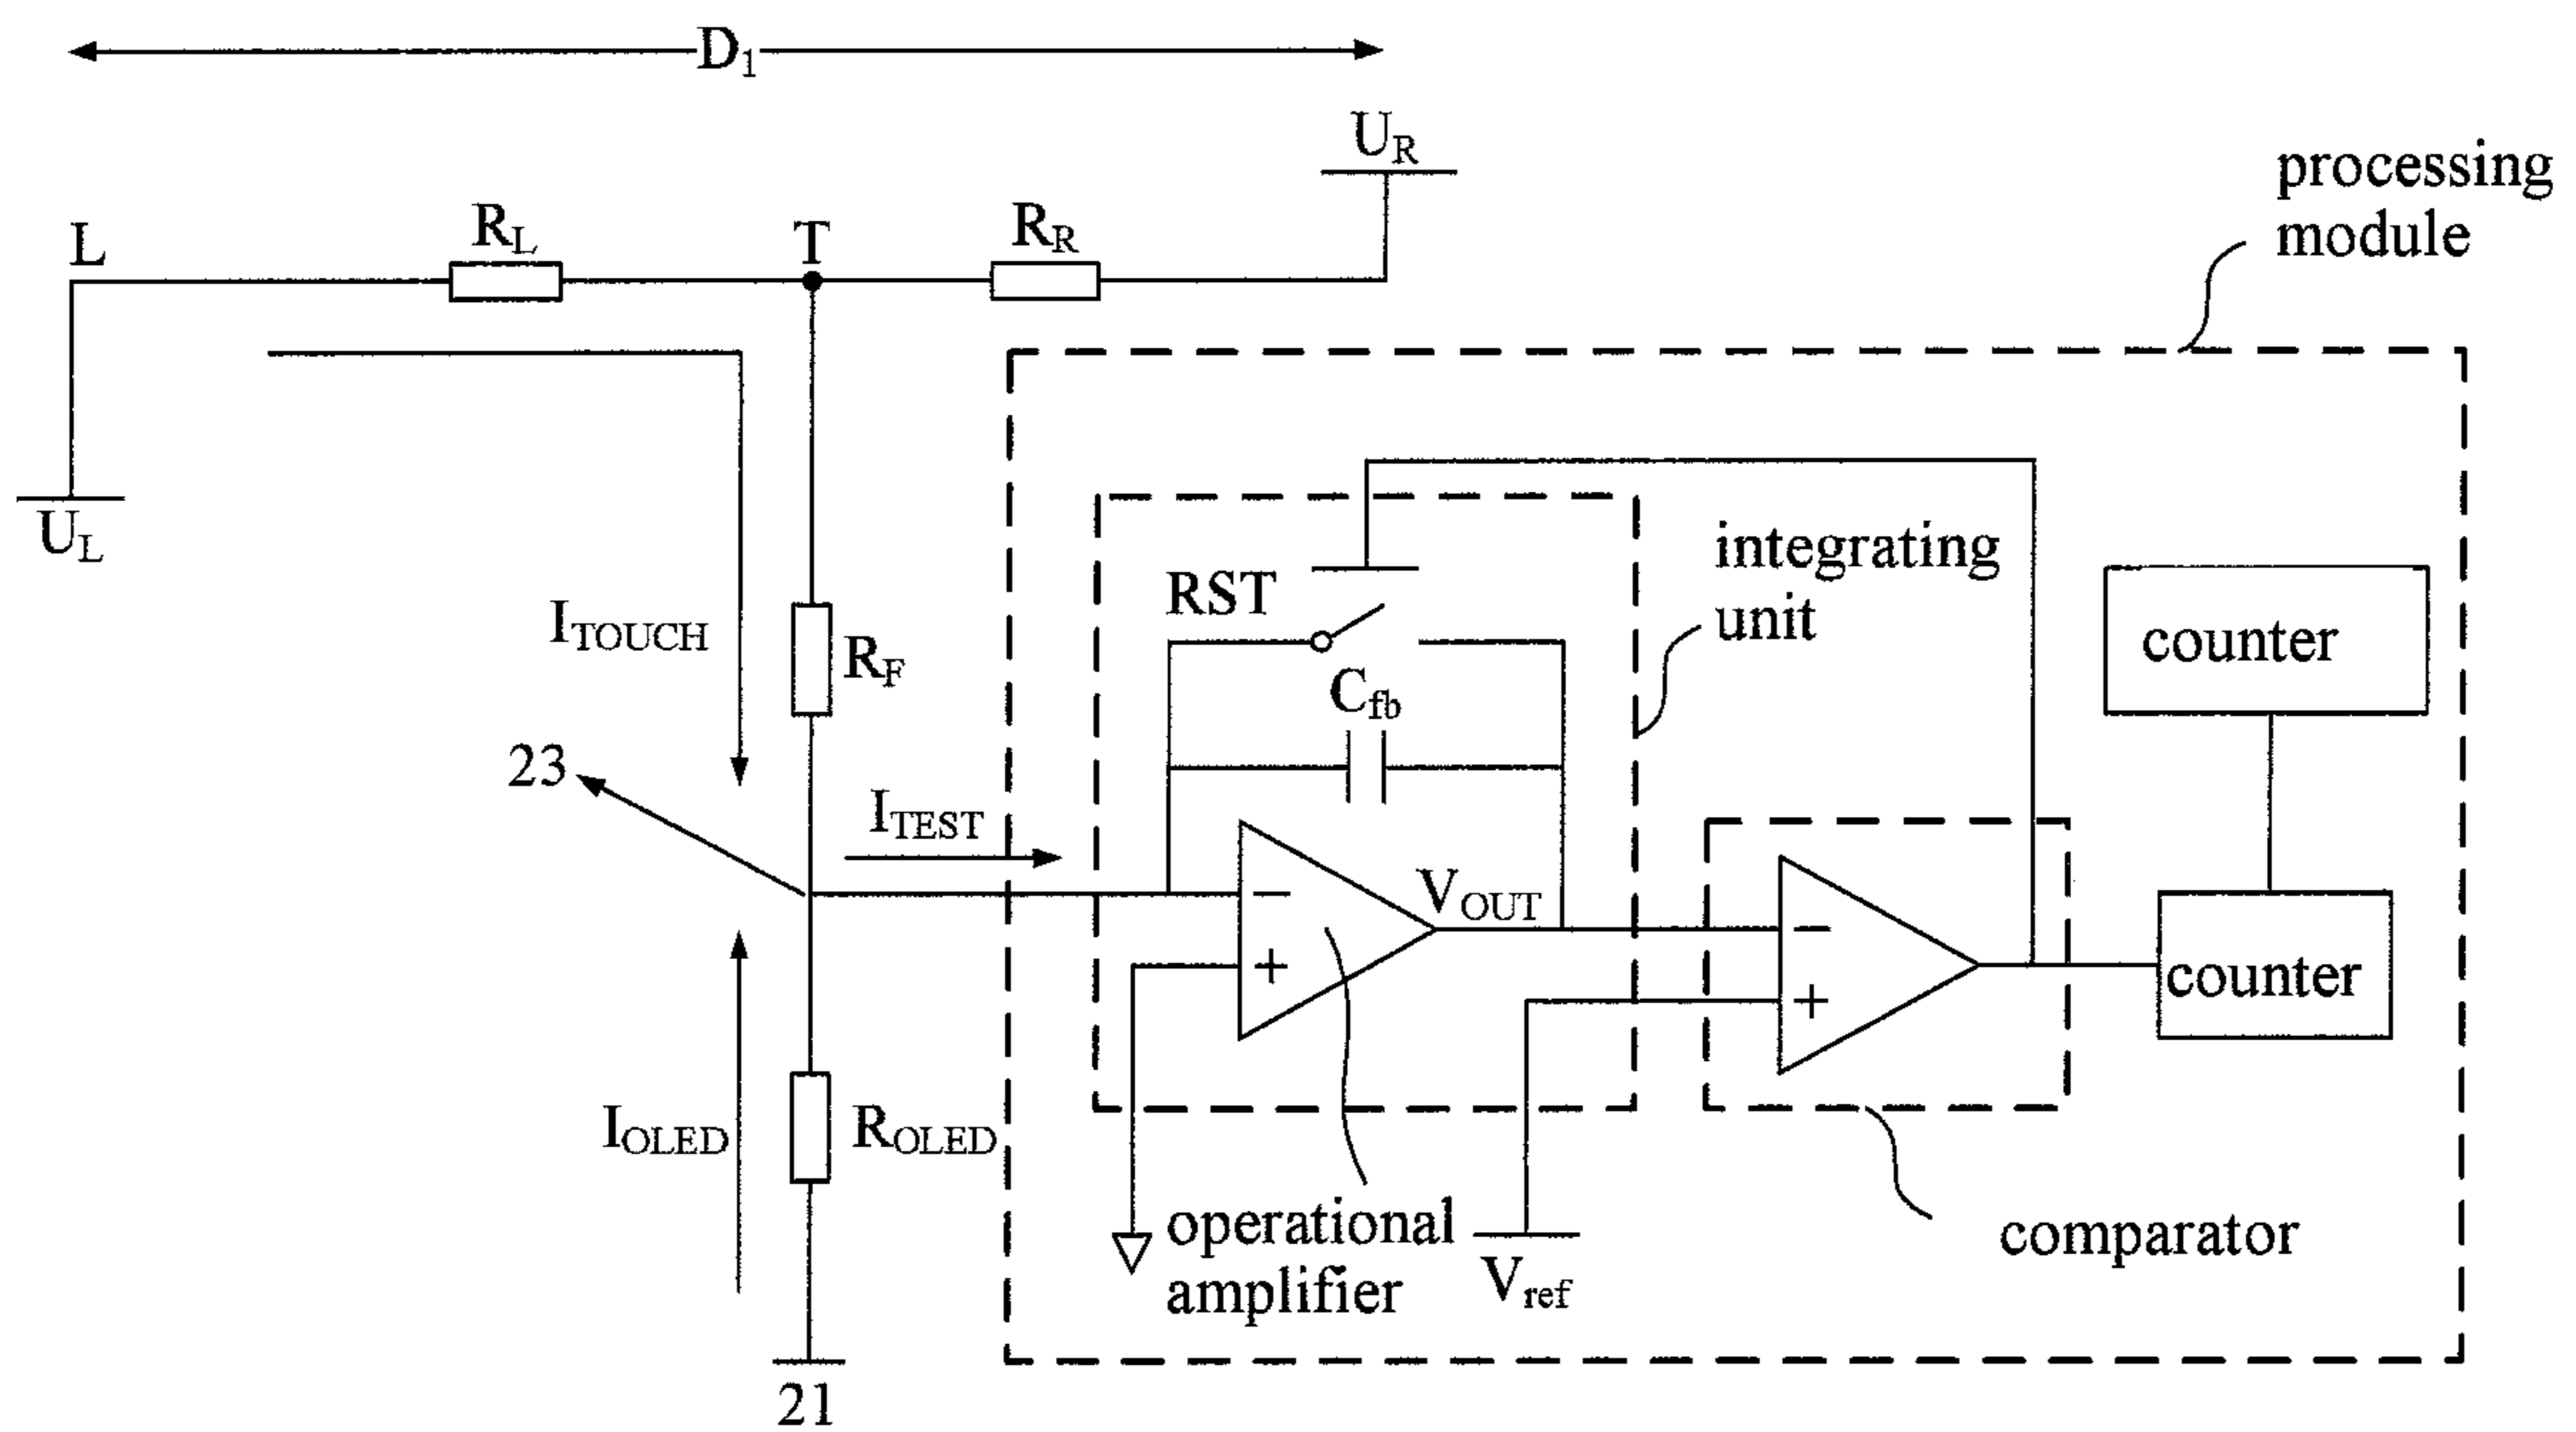 D1
UR
processing
module
L
RL
T
RR
UL
integrating
unit
RST
ITOUCH
RF
Cfb
counter
23
ITEST
VOUT
counter
IOLED
ROLED
operational
amplifier
Vref
comparator
21